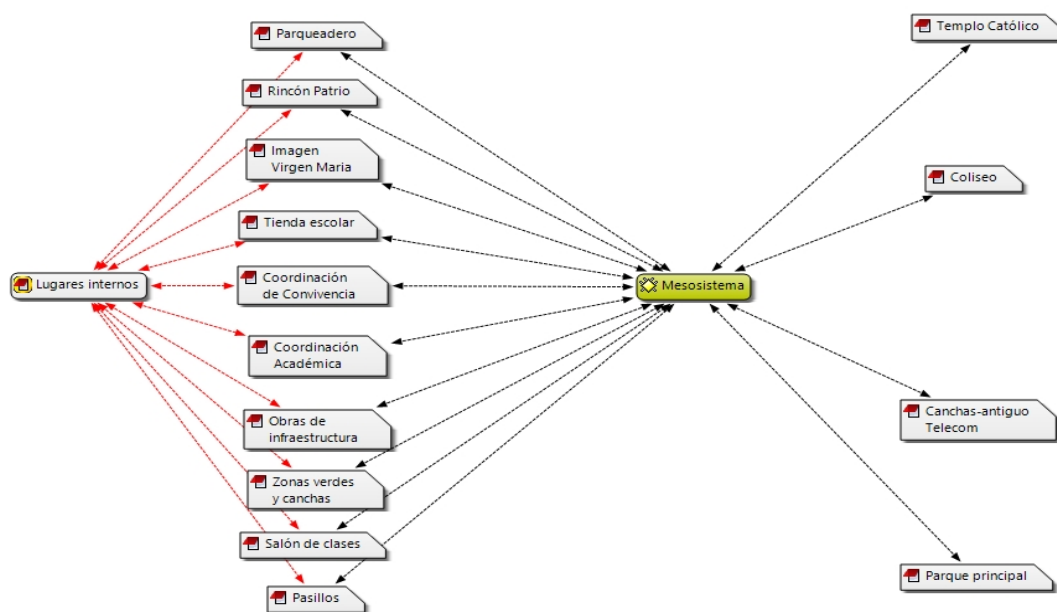 Parqueadero
Rincón Patrio
Imagen
Virgen Maria
Tienda escolar
Coordinación
de Convivencia
Coordinación
Académica
Obras de
infraestructura
Zonas verdes
y canchas
Salón de clases
Pasillos
Lugares internos
Mesosistema
Templo Católico
Coliseo
Canchas-antiguo
Telecom
Parque principal